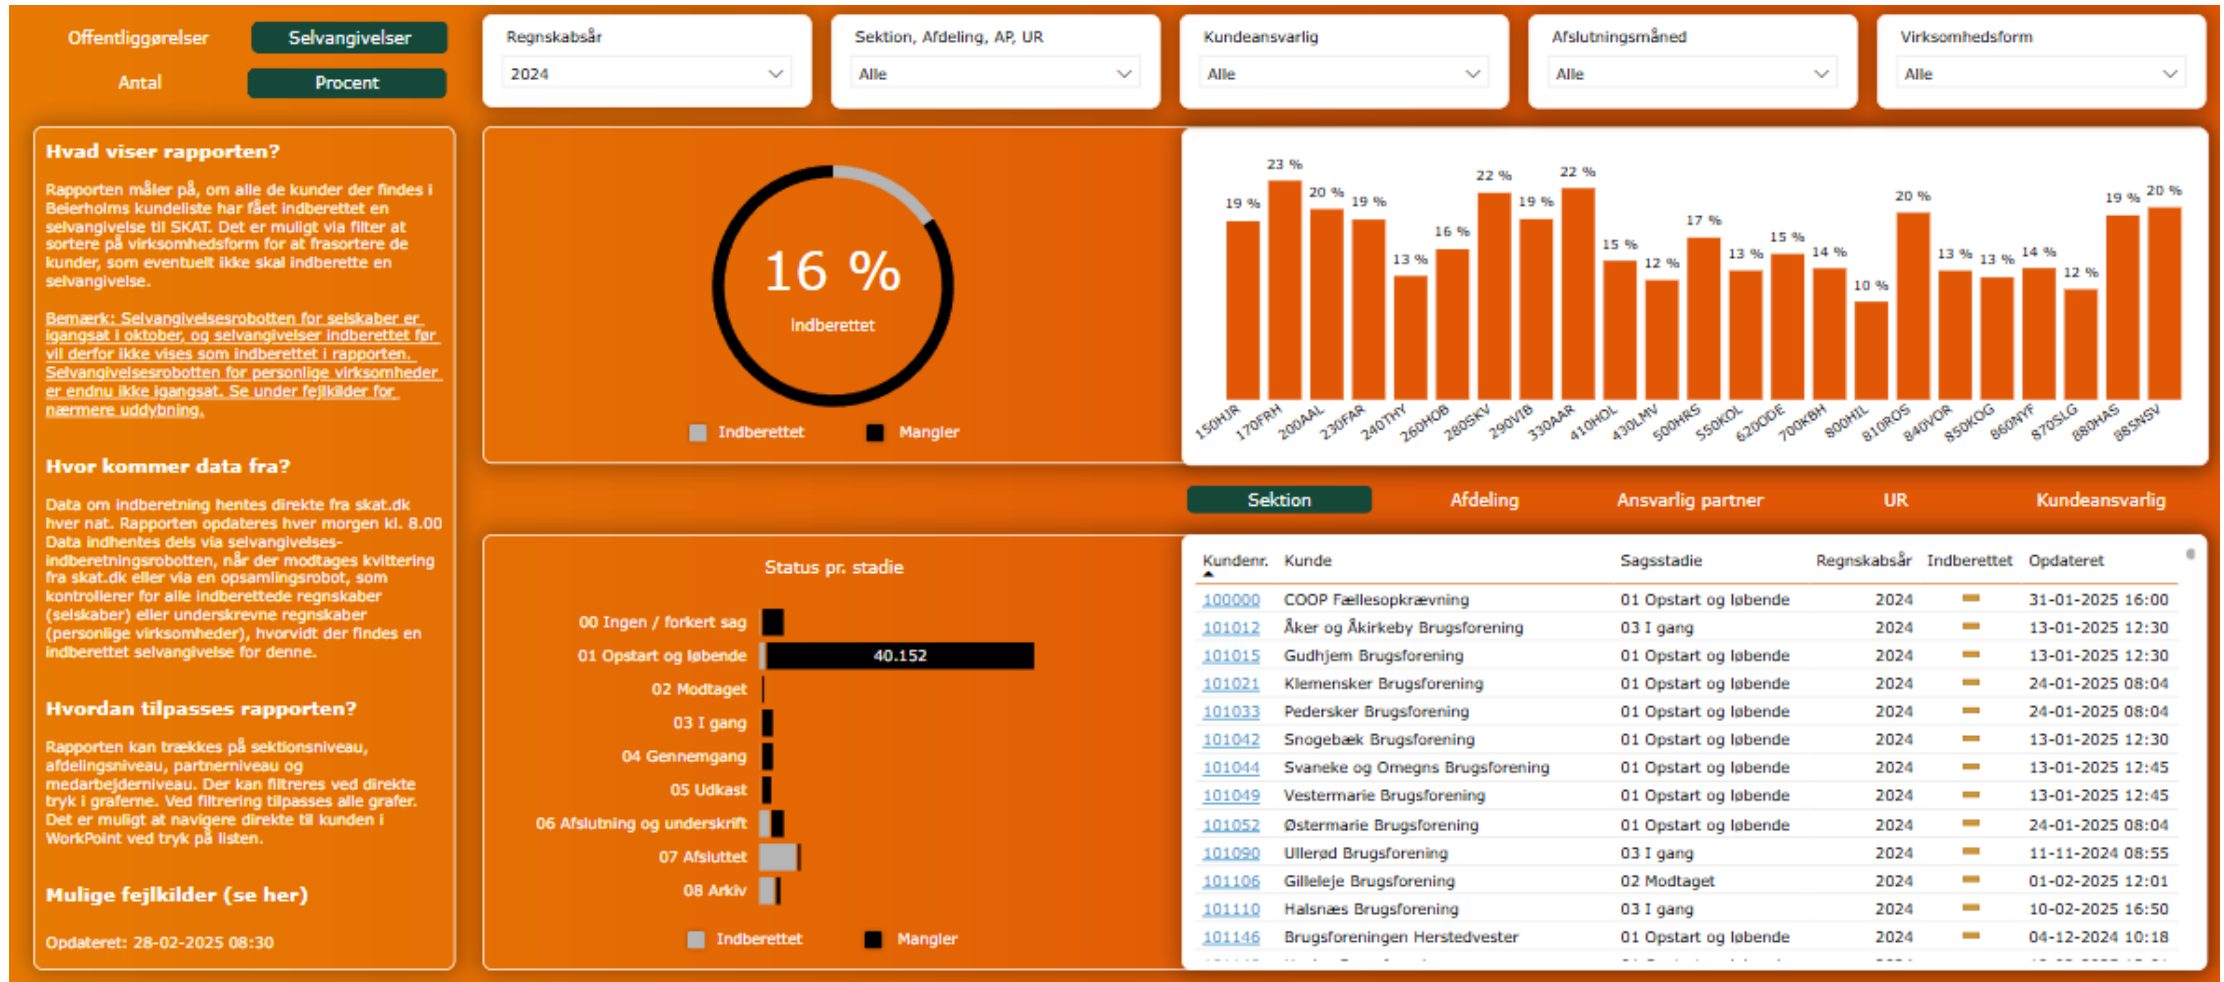 Offentliggørelser
Selvangivelser
Antal
Procent
Regnskabsår
2024
Sektion, Afdeling, AP, UR
Alle
Kundeansvarlig
Alle
Afslutningsmåned
Alle
Virksomhedsform
Alle
Hvad viser rapporten?
Rapporten måler på, om alle de kunder der findes i
Beierholms kundeliste har fået indberettet en
selvangivelse til SKAT. Det er muligt via filter at
sortere på virksomhedsform for at frasortere de
kunder, som eventuelt ikke skal indberette en
selvangivelse.
Bemærk: Selvangivelsesrobotten for selskaber er
igangsat i oktober, og selvangivelser indberettet før
vil derfor ikke vises som indberettet i rapporten.
Selvangivelsesrobotten for personlige virksomheder
er endnu ikke igangsat. Se under fejlkilder for
nærmere uddybning.
Hvor kommer data fra?
Data om indberetning hentes direkte fra skat.dk
hver nat. Rapporten opdateres hver morgen kl. 8.00
Data indhentes dels via selvangivelses-
indberetningsrobotten, når der modtages kvittering
fra skat.dk eller via en opsamlingsrobot, som
kontrollerer for alle indberettede regnskaber
(selskaber) eller underskrevne regnskaber
(personlige virksomheder), hvorvidt der findes en
indberettet selvangivelse for denne.
Hvordan tilpasses rapporten?
Rapporten kan trækkes på sektionsniveau,
afdelingsniveau, partnerniveau og
medarbejderniveau. Der kan filtreres ved direkte
tryk i graferne. Ved filtrering tilpasses alle grafer.
Det er muligt at navigere direkte til kunden i
WorkPoint ved tryk på listen.
Mulige fejlkilder (se her)
Opdateret: 28-02-2025 08:30
16 %
Indberettet
Indberettet Mangler
19 % 23 % 20 % 19 % 13 % 16 % 22 % 19 % 22 % 15 % 12 % 17 % 13 % 15 % 14 % 10 % 20 % 13 % 13 % 14 % 12 % 19 % 20 %
150HJR 170FRH 200AAL 230FAR 240THY 260HOB 280SKV 290VIB 330AAR 410HOL 430LMV 500HRS 550KOL 620ODE 700KBH 800HIL 810ROS 840VOR 850KOG 860NYF 870SLG 880HAS 885NSV
Sektion Afdeling Ansvarlig partner UR Kundeansvarlig
Status pr. stadie
00 Ingen / forkert sag
01 Opstart og løbende 40.152
02 Modtaget
03 I gang
04 Gennemgang
05 Udkast
06 Afslutning og underskrift
07 Afsluttet
08 Arkiv
Indberettet Mangler
Kundenr. Kunde Sagsstadie Regnskabsår Indberettet Opdateret
100000 COOP Fællesopkrævning 01 Opstart og løbende 2024 31-01-2025 16:00
101012 Åker og Åkirkeby Brugsforening 03 I gang 2024 13-01-2025 12:30
101015 Gudhjem Brugsforening 01 Opstart og løbende 2024 13-01-2025 12:30
101021 Klemensker Brugsforening 01 Opstart og løbende 2024 24-01-2025 08:04
101033 Pedersker Brugsforening 01 Opstart og løbende 2024 24-01-2025 08:04
101042 Snogebæk Brugsforening 01 Opstart og løbende 2024 13-01-2025 12:30
101044 Svaneke og Omegns Brugsforening 01 Opstart og løbende 2024 13-01-2025 12:45
101049 Vestermarie Brugsforening 01 Opstart og løbende 2024 13-01-2025 12:45
101052 Østermarie Brugsforening 01 Opstart og løbende 2024 24-01-2025 08:04
101090 Ullerød Brugsforening 03 I gang 2024 11-11-2024 08:55
101106 Gilleleje Brugsforening 02 Modtaget 2024 01-02-2025 12:01
101110 Halsnæs Brugsforening 03 I gang 2024 10-02-2025 16:50
101146 Brugsforeningen Herstedvester 01 Opstart og løbende 2024 04-12-2024 10:18